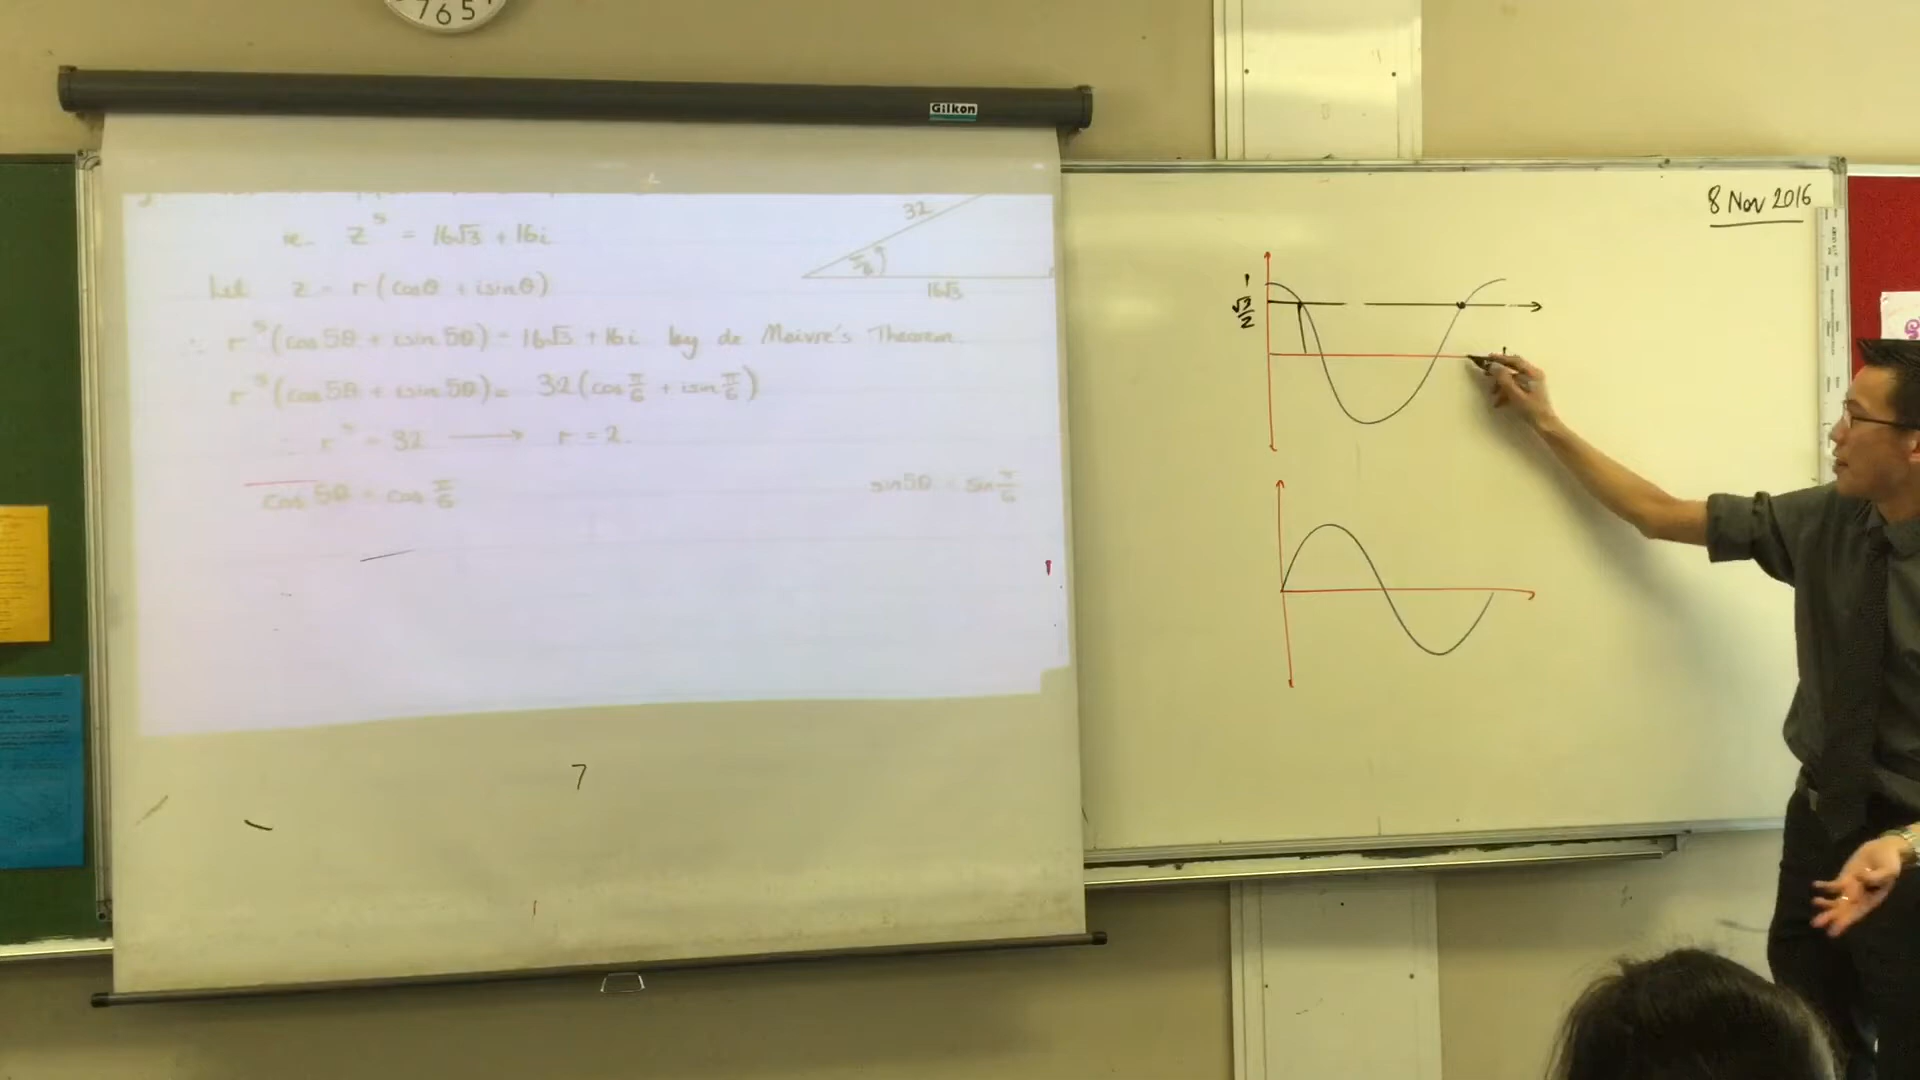 765
Gilkon
ie. z⁵ = 16√3 + 16i
Let z = r(cosθ + isinθ)
∴ r⁵(cos5θ + isin5θ) = 16√3 + 16i by de Moivre's Theorem.
r⁵(cos5θ + isin5θ) = 32(cos π/6 + isin π/6)
∴ r⁵ = 32 → r = 2.
cos5θ = cos π/6
sin5θ = sin π/6
32
π/6
16√3
7
8 Nov 2016
1
√3/2